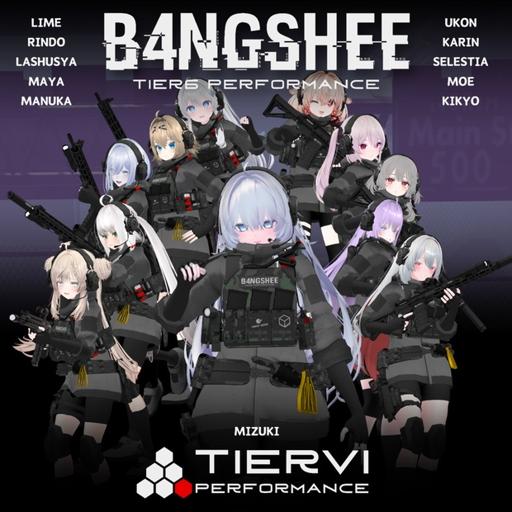 B4NGSHEE
TIER6 PERFORMANCE
LIME
RINDO
LASHUSYA
MAYA
MANUKA
UKON
KARIN
SELESTIA
MOE
KIKYO
B4NGSHEE
MIZUKI
TIERVI
PERFORMANCE